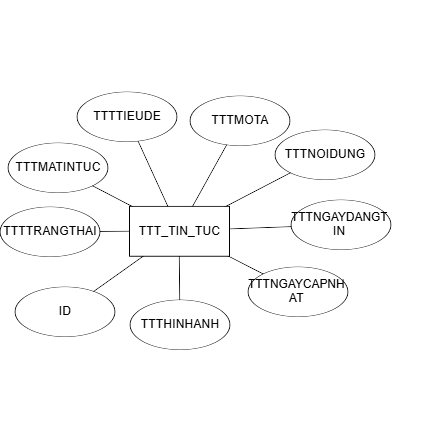 TTTTIEUDE
TTTMOTA
TTTNOIDUNG
TTTMATINTUC
TTTNGAYDANGT
IN
TTTTRANGTHAI
TTT_TIN_TUC
TTTNGAYCAPNH
AT
ID
TTTHINHANH